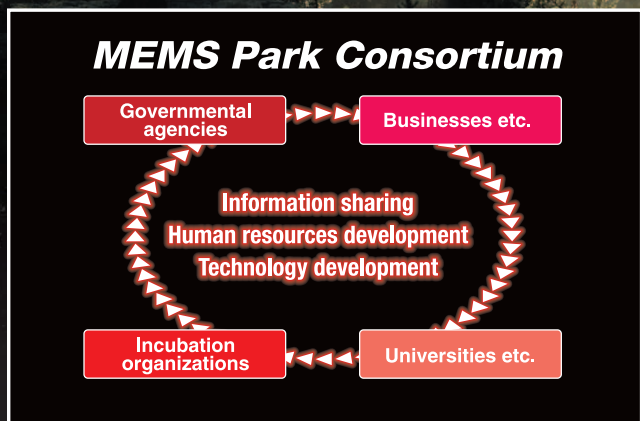 MEMS Park Consortium
Governmental
agencies
Businesses etc.
Information sharing
Human resources development
Technology development
Incubation
organizations
Universities etc.